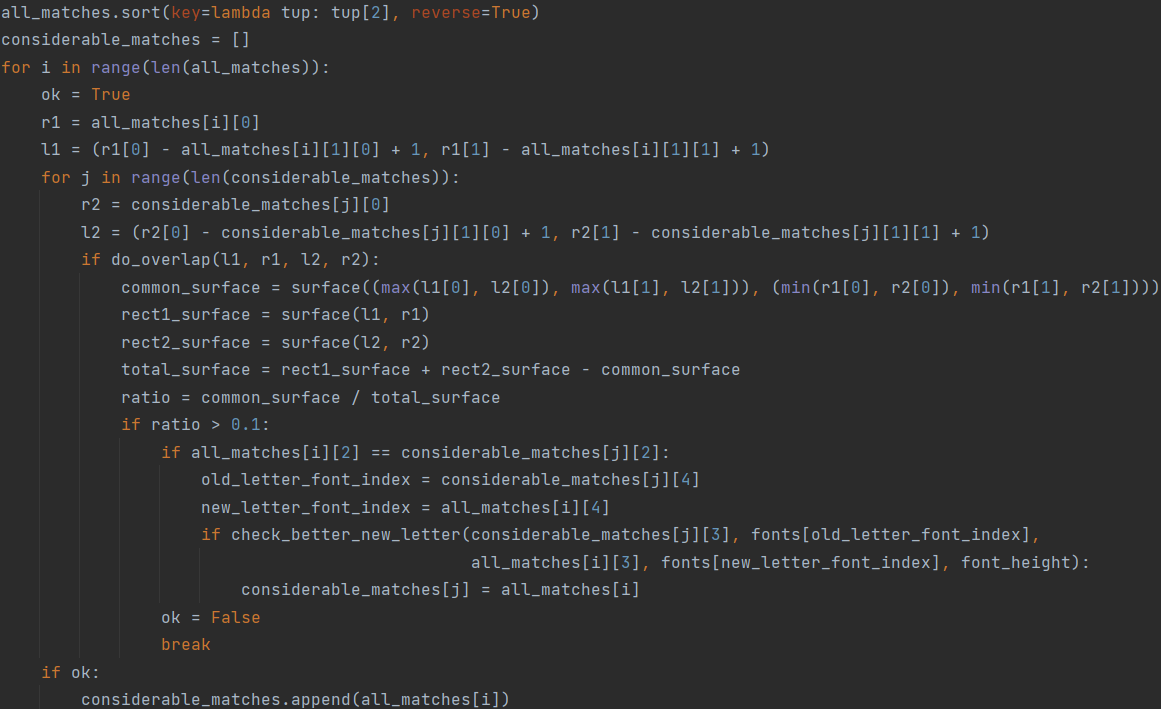 all_matches.sort(key=lambda tup: tup[2], reverse=True)
considerable_matches = []
for i in range(len(all_matches)):
    ok = True
    r1 = all_matches[i][0]
    l1 = (r1[0] - all_matches[i][1][0] + 1, r1[1] - all_matches[i][1][1] + 1)
    for j in range(len(considerable_matches)):
        r2 = considerable_matches[j][0]
        l2 = (r2[0] - considerable_matches[j][1][0] + 1, r2[1] - considerable_matches[j][1][1] + 1)
        if do_overlap(l1, r1, l2, r2):
            common_surface = surface((max(l1[0], l2[0]), max(l1[1], l2[1])), (min(r1[0], r2[0]), min(r1[1], r2[1])))
            rect1_surface = surface(l1, r1)
            rect2_surface = surface(l2, r2)
            total_surface = rect1_surface + rect2_surface - common_surface
            ratio = common_surface / total_surface
            if ratio > 0.1:
                if all_matches[i][2] == considerable_matches[j][2]:
                    old_letter_font_index = considerable_matches[j][4]
                    new_letter_font_index = all_matches[i][4]
                    if check_better_new_letter(considerable_matches[j][3], fonts[old_letter_font_index],
                                               all_matches[i][3], fonts[new_letter_font_index], font_height):
                        considerable_matches[j] = all_matches[i]
                ok = False
                break
    if ok:
        considerable_matches.append(all_matches[i])